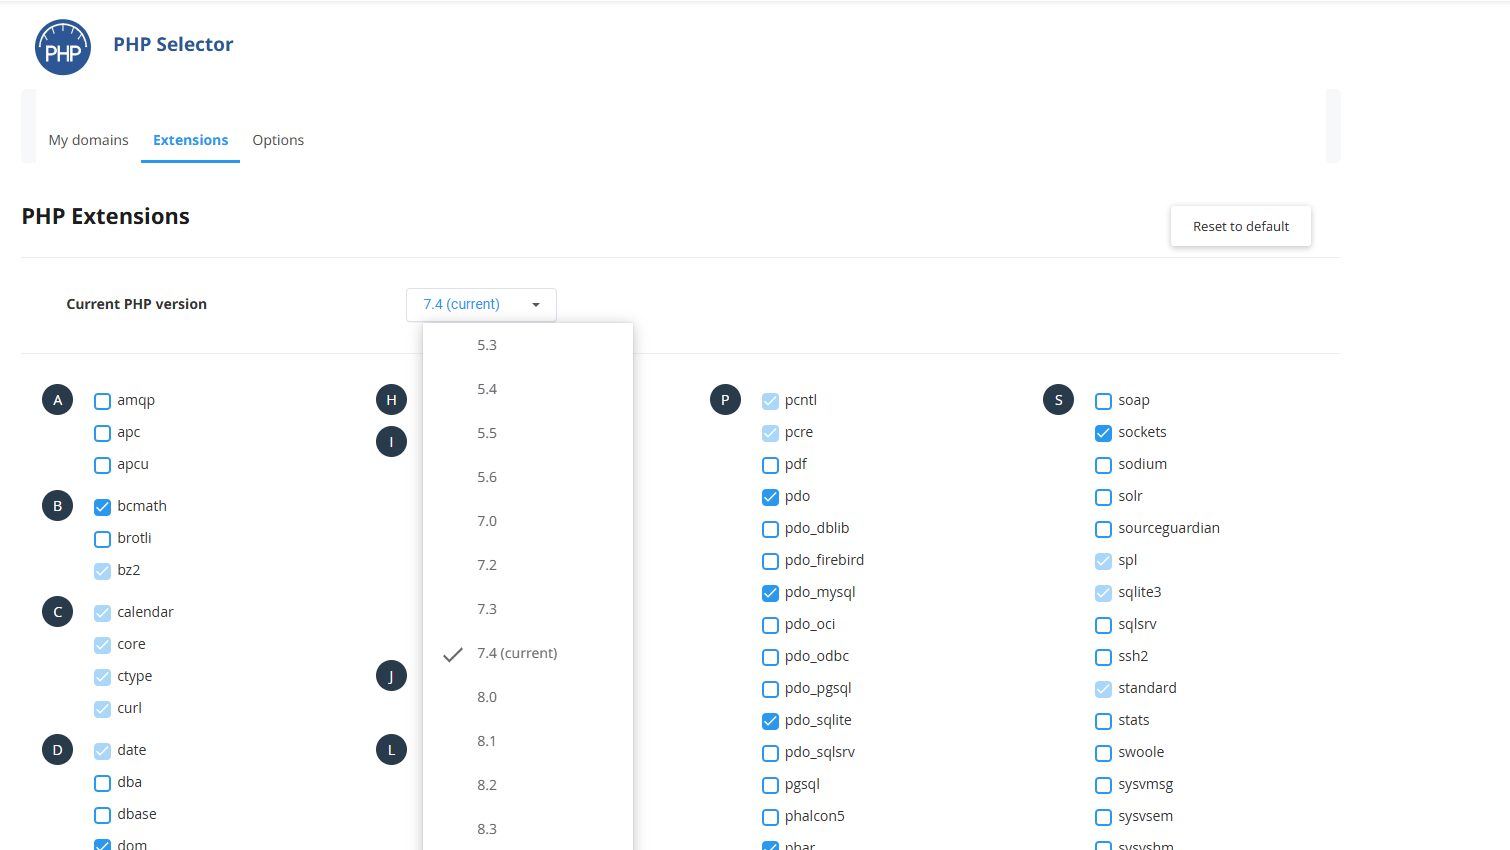 PHP
PHP Selector
My domains
Extensions
Options
PHP Extensions
Reset to default
Current PHP version
7.4 (current)
5.3
5.4
5.5
5.6
7.0
7.2
7.3
7.4 (current)
8.0
8.1
8.2
8.3
A
amqp
apc
apcu
B
bcmath
brotli
bz2
C
calendar
core
ctype
curl
D
date
dba
dbase
dom
H
I
J
L
P
pcntl
pcre
pdf
pdo
pdo_dblib
pdo_firebird
pdo_mysql
pdo_oci
pdo_odbc
pdo_pgsql
pdo_sqlite
pdo_sqlsrv
pgsql
phalcon5
phar
S
soap
sockets
sodium
solr
sourceguardian
spl
sqlite3
sqlsrv
ssh2
standard
stats
swoole
sysvmsg
sysvsem
sysvshm